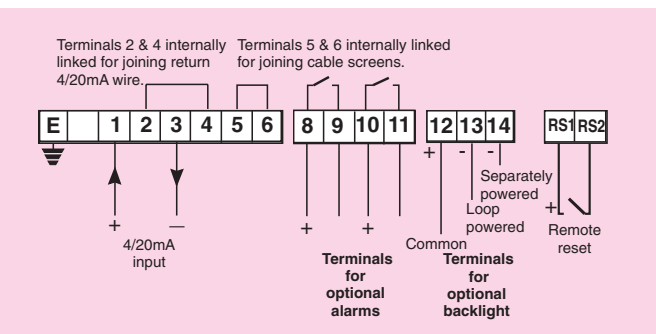 Terminals 2 & 4 internally
linked for joining return
4/20mA wire.
Terminals 5 & 6 internally linked
for joining cable screens.
E 1 2 3 4 5 6
8 9 10 11
12 13 14
RS1 RS2
+ - -
Separately
powered
Loop
powered
Common
+ —
4/20mA
input
+ +
Terminals
for
optional
alarms
Terminals
for
optional
backlight
+
Remote
reset